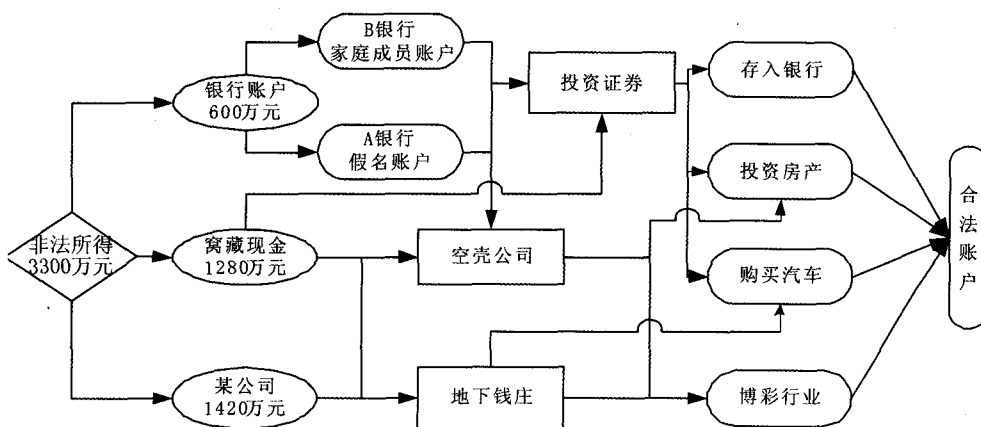 B银行
家庭成员账户
银行账户
600万元
A银行
假名账户
投资证券
存入银行
投资房产
非法所得
3300万元
窝藏现金
1280万元
空壳公司
购买汽车
合法账户
某公司
1420万元
地下钱庄
博彩行业